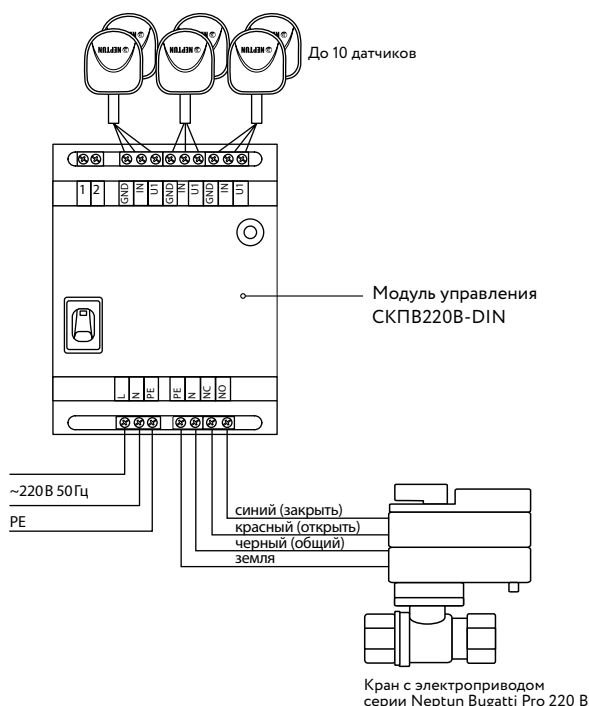 NEPTUN NEPTUN NEPTUN
До 10 датчиков
1 2 GND IN U1 GND IN U1 GND IN U1
Модуль управления
СКПВ220В-DIN
L N PE PE N NC NO
~220В 50Гц
PE
синий (закрыть)
красный (открыть)
черный (общий)
земля
Кран с электроприводом
серии Neptun Bugatti Pro 220 В